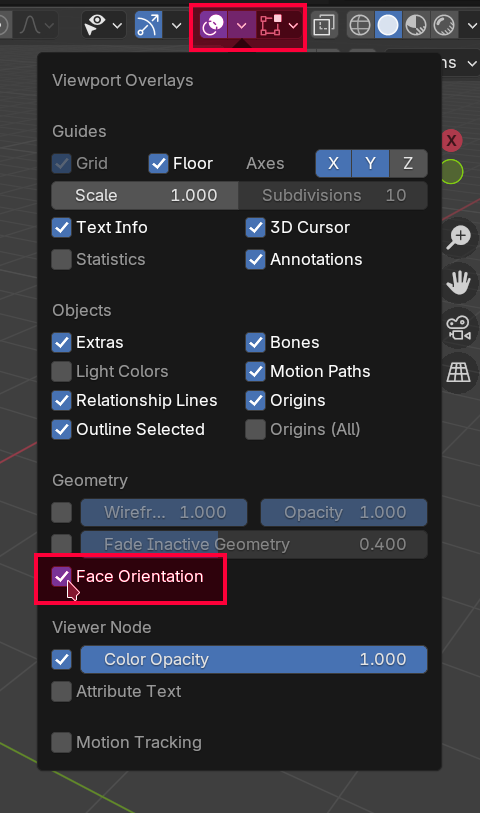 ns
Viewport Overlays
X
Guides
Grid Floor Axes X Y Z
Scale 1.000 Subdivisions 10
Text Info 3D Cursor
Statistics Annotations
Objects
Extras Bones
Light Colors Motion Paths
Relationship Lines Origins
Outline Selected Origins (All)
Geometry
Wirefr... 1.000 Opacity 1.000
Fade Inactive Geometry 0.400
Face Orientation
Viewer Node
Color Opacity 1.000
Attribute Text
Motion Tracking